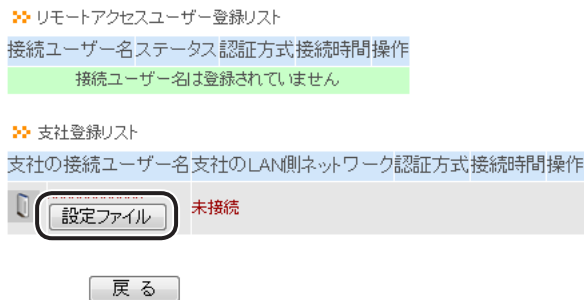 リモートアクセスユーザー登録リスト
接続ユーザー名 ステータス 認証方式 接続時間 操作
接続ユーザー名は登録されていません
支社登録リスト
支社の接続ユーザー名 支社のLAN側ネットワーク 認証方式 接続時間 操作
設定ファイル 未接続
戻る